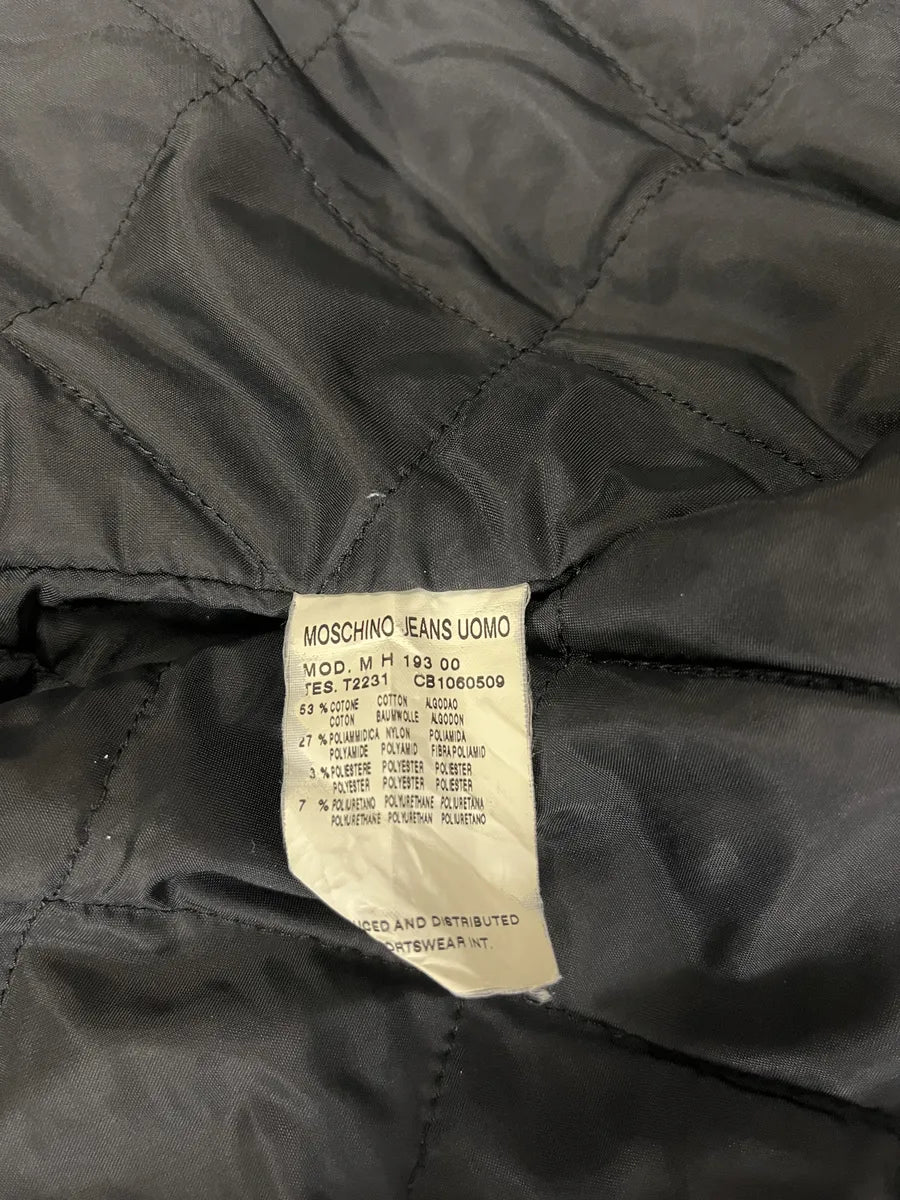 MOSCHINO JEANS UOMO
MOD. M H 193 00
TES. T2231 CB1060509
53 % COTONE COTTON ALGODAO
COTON BAUMWOLLE ALGODON
27 % POLIAMMIDICA NYLON POLIAMIDA
POLYAMIDE POLYAMID FIBRAPOLIAMID
3 % POLIESTERE POLYESTER POLIESTER
POLYESTER POLYESTER POLIESTER
7 % POLIURETANO POLYURETHANE POLIURETANA
POLYURETHANE POLYURETHAN POLIURETANO
UCED AND DISTRIBUTED
ORTSWEAR INT.